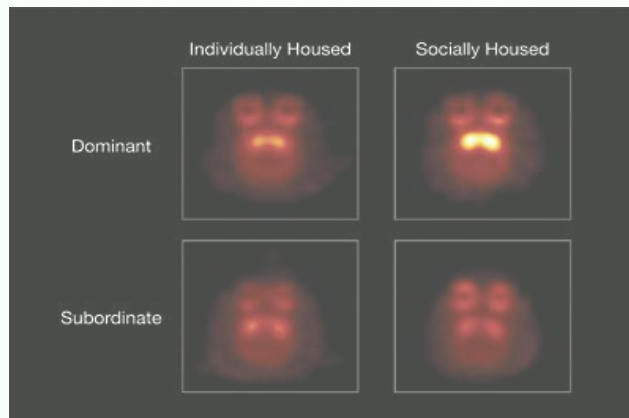 Individually Housed
Socially Housed
Dominant
Subordinate